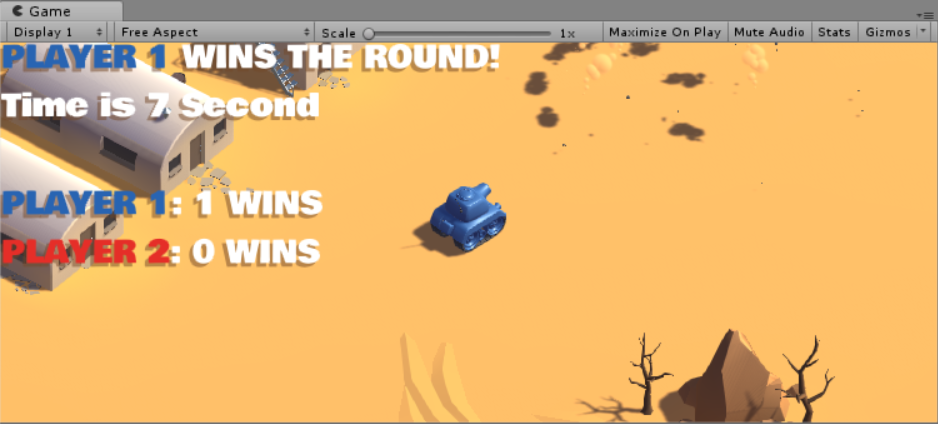 Game
Display 1 Free Aspect Scale 1x Maximize On Play Mute Audio Stats Gizmos
PLAYER 1 WINS THE ROUND!
Time is 7 Second
PLAYER 1: 1 WINS
PLAYER 2: 0 WINS